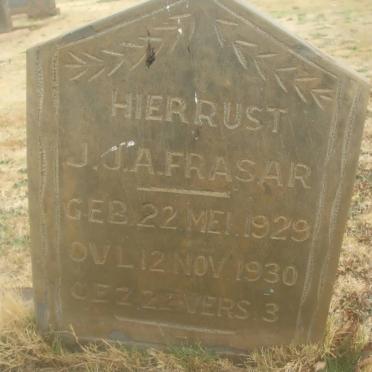 HIER RUST
J.J.A. FRASAR
GEB. 22 MEI. 1929
OVL 12 NOV 1930
GEZ. 22 VERS. 3